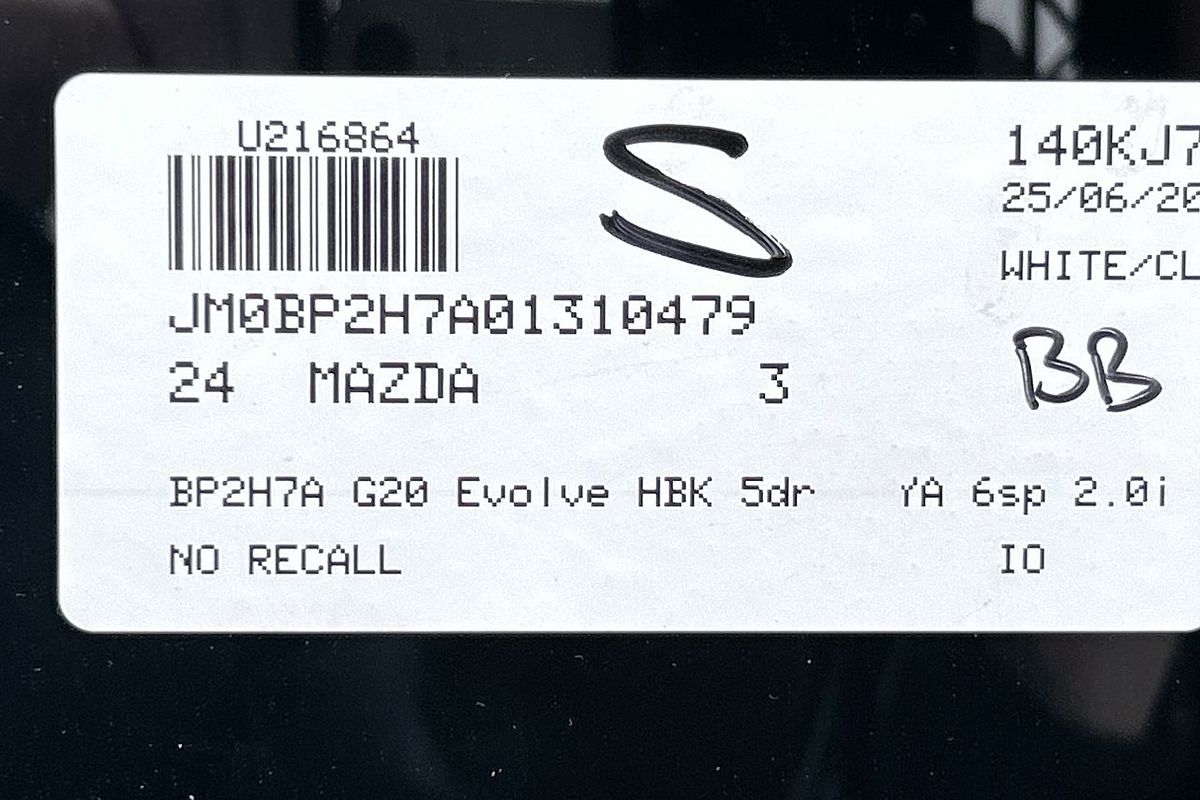 U216864
S
140KJ7
25/06/20
WHITE/CL
JM0BP2H7A01310479
24 MAZDA 3
BB
BP2H7A G20 Evolve HBK 5dr YA 6sp 2.0i
NO RECALL IO